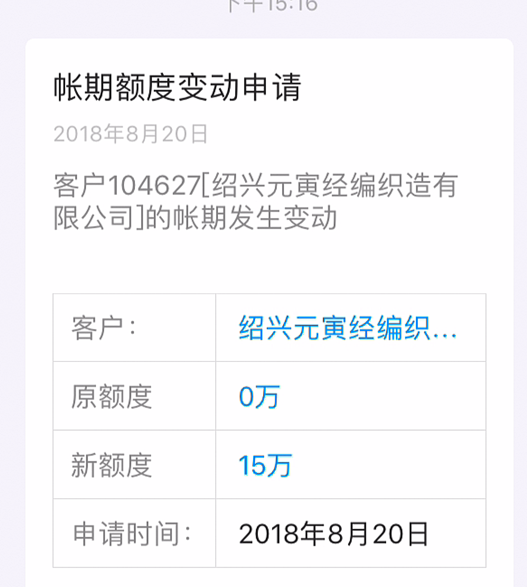 下午15:16
帐期额度变动申请
2018年8月20日
客户104627[绍兴元寅经编织造有
限公司]的帐期发生变动
客户：
绍兴元寅经编织...
原额度
0万
新额度
15万
申请时间：
2018年8月20日